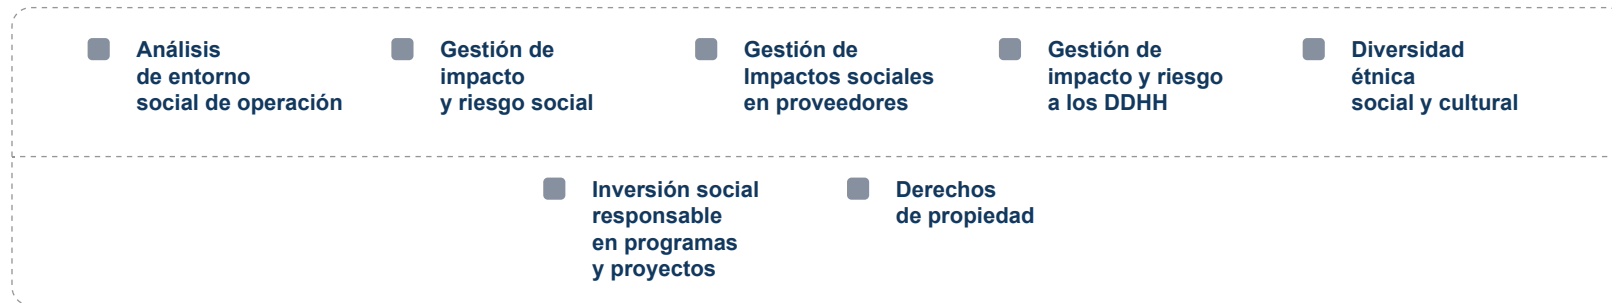 Análisis
de entorno
social de operación
Gestión de
impacto
y riesgo social
Gestión de
Impactos sociales
en proveedores
Gestión de
impacto y riesgo
a los DDHH
Diversidad
étnica
social y cultural
Inversión social
responsable
en programas
y proyectos
Derechos
de propiedad